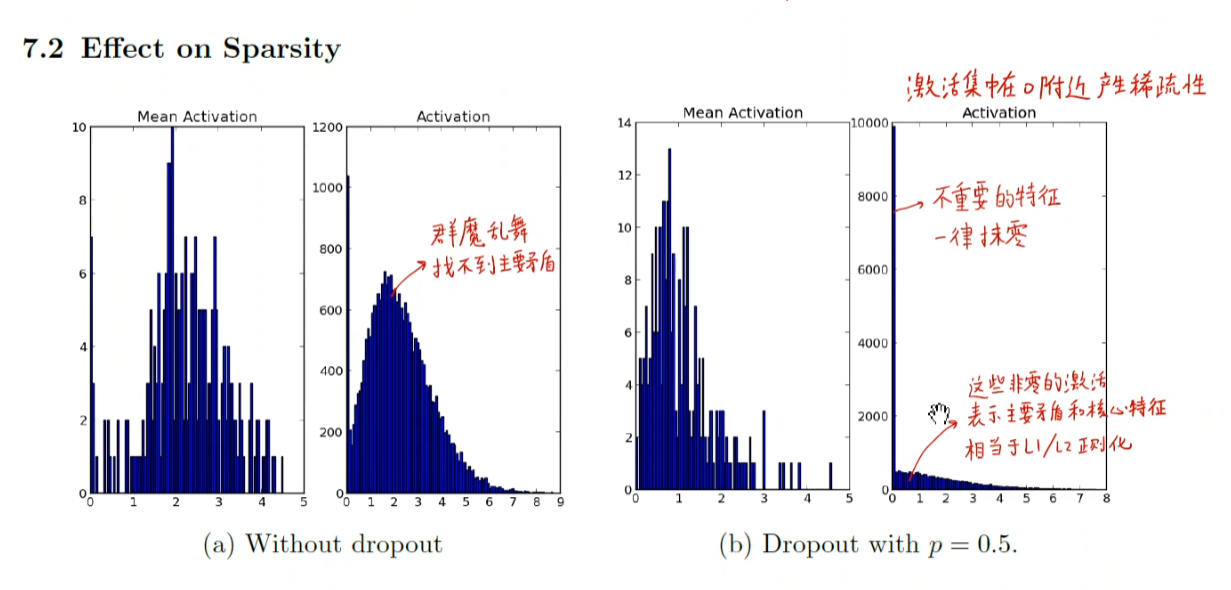 7.2 Effect on Sparsity
激活集中在0附近 产生稀疏性
Mean Activation
10
8
6
4
2
0
0 1 2 3 4 5
Activation
1200
1000
800
600
400
200
0
0 1 2 3 4 5 6 7 8 9
群魔乱舞
找不到主要矛盾
(a) Without dropout
Mean Activation
14
12
10
8
6
4
2
0
0 1 2 3 4 5
Activation
10000
8000
6000
4000
2000
0
0 1 2 3 4 5 6 7 8
不重要的特征
一律抹零
这些非零的激活
表示主要矛盾和核心特征
相当于L1/L2正则化
(b) Dropout with p = 0.5.